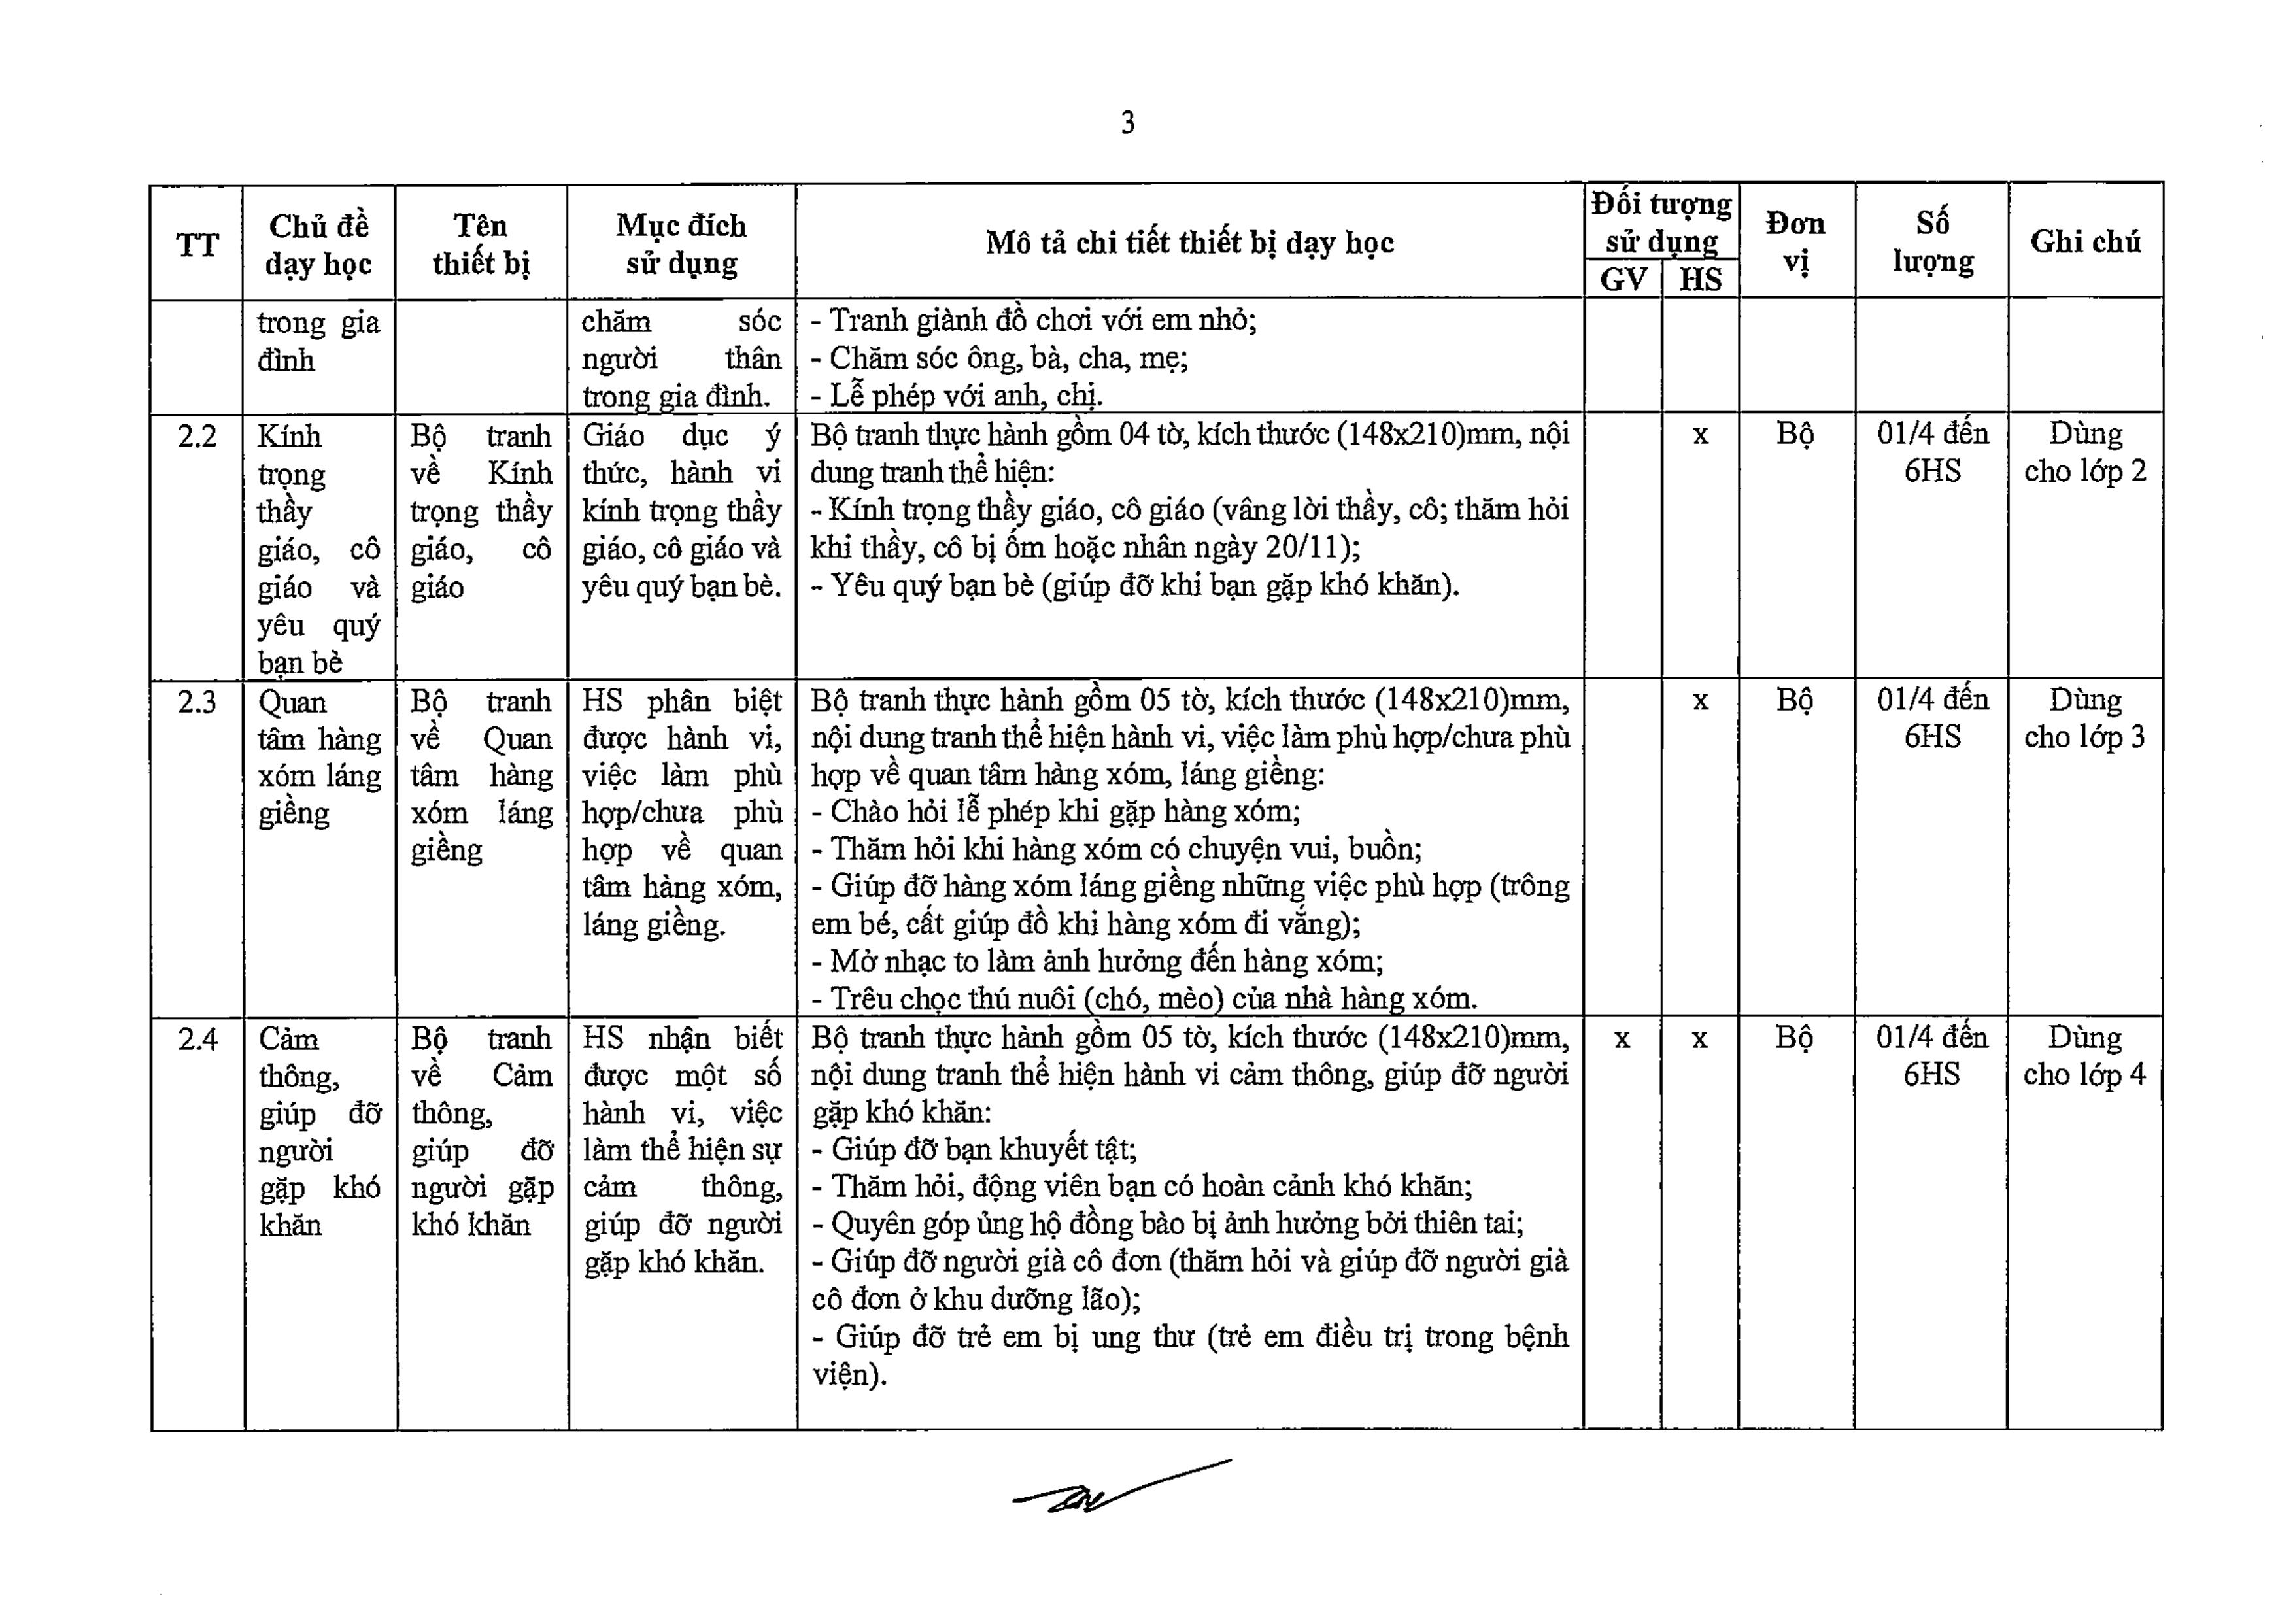 3
TT
Chủ đề
dạy học
Tên
thiết bị
Mục đích
sử dụng
Mô tả chi tiết thiết bị dạy học
Đối tượng
sử dụng
GV
HS
Đơn
vị
Số
lượng
Ghi chú
trong gia
đình
chăm sóc
người thân
trong gia đình.
- Tranh giành đồ chơi với em nhỏ;
- Chăm sóc ông, bà, cha, mẹ;
- Lễ phép với anh, chị.
2.2
Kính
trọng
thầy
giáo, cô
giáo và
yêu quý
bạn bè
Bộ tranh
về Kính
trọng thầy
giáo, cô
giáo
Giáo dục ý
thức, hành vi
kính trọng thầy
giáo, cô giáo và
yêu quý bạn bè.
Bộ tranh thực hành gồm 04 tờ, kích thước (148x210)mm, nội
dung tranh thể hiện:
- Kính trọng thầy giáo, cô giáo (vâng lời thầy, cô; thăm hỏi
khi thầy, cô bị ốm hoặc nhân ngày 20/11);
- Yêu quý bạn bè (giúp đỡ khi bạn gặp khó khăn).
x
Bộ
01/4 đến
6HS
Dùng
cho lớp 2
2.3
Quan
tâm hàng
xóm láng
giềng
Bộ tranh
về Quan
tâm hàng
xóm láng
giềng
HS phân biệt
được hành vi,
việc làm phù
hợp/chưa phù
hợp về quan
tâm hàng xóm,
láng giềng.
Bộ tranh thực hành gồm 05 tờ, kích thước (148x210)mm,
nội dung tranh thể hiện hành vi, việc làm phù hợp/chưa phù
hợp về quan tâm hàng xóm, láng giềng:
- Chào hỏi lễ phép khi gặp hàng xóm;
- Thăm hỏi khi hàng xóm có chuyện vui, buồn;
- Giúp đỡ hàng xóm láng giềng những việc phù hợp (trông
em bé, cất giúp đồ khi hàng xóm đi vắng);
- Mở nhạc to làm ảnh hưởng đến hàng xóm;
- Trêu chọc thú nuôi (chó, mèo) của nhà hàng xóm.
x
Bộ
01/4 đến
6HS
Dùng
cho lớp 3
2.4
Cảm
thông,
giúp đỡ
người
gặp khó
khăn
Bộ tranh
về Cảm
thông,
giúp đỡ
người gặp
khó khăn
HS nhận biết
được một số
hành vi, việc
làm thể hiện sự
cảm thông,
giúp đỡ người
gặp khó khăn.
Bộ tranh thực hành gồm 05 tờ, kích thước (148x210)mm,
nội dung tranh thể hiện hành vi cảm thông, giúp đỡ người
gặp khó khăn:
- Giúp đỡ bạn khuyết tật;
- Thăm hỏi, động viên bạn có hoàn cảnh khó khăn;
- Quyên góp ủng hộ đồng bào bị ảnh hưởng bởi thiên tai;
- Giúp đỡ người già cô đơn (thăm hỏi và giúp đỡ người già
cô đơn ở khu dưỡng lão);
- Giúp đỡ trẻ em bị ung thư (trẻ em điều trị trong bệnh
viện).
x
x
Bộ
01/4 đến
6HS
Dùng
cho lớp 4